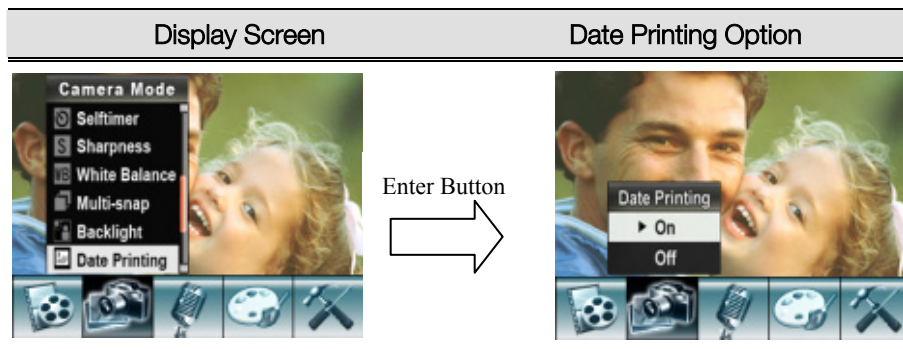 Display Screen
Date Printing Option
Camera Mode
Selftimer
S Sharpness
WB White Balance
Multi-snap
Backlight
Date Printing
Enter Button
Date Printing
On
Off